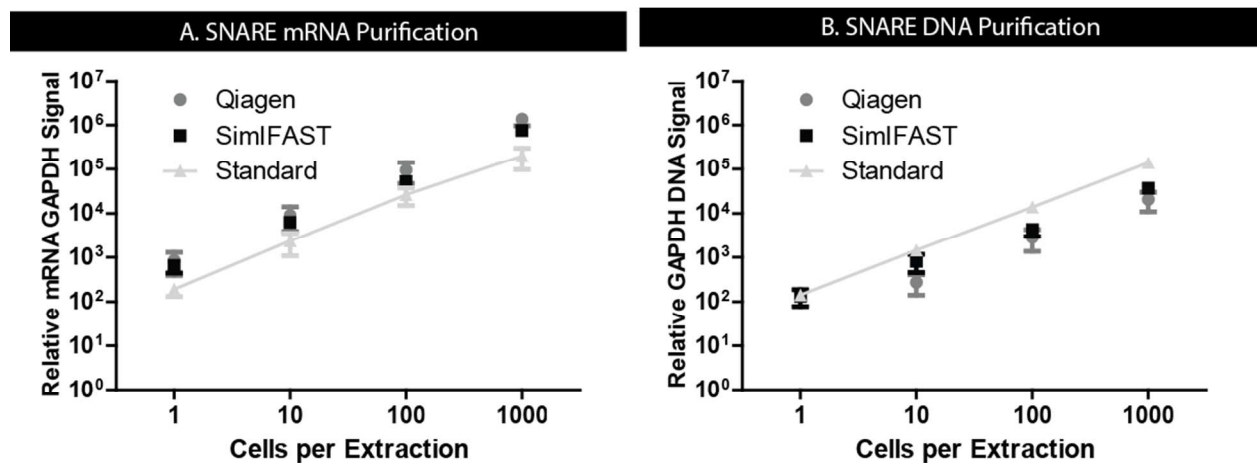 A. SNARE mRNA Purification
Relative mRNA GAPDH Signal
10⁷
10⁶
10⁵
10⁴
10³
10²
10¹
10⁰
Qiagen
SimIFAST
Standard
1 10 100 1000
Cells per Extraction
B. SNARE DNA Purification
Relative GAPDH DNA Signal
10⁷
10⁶
10⁵
10⁴
10³
10²
10¹
10⁰
Qiagen
SimIFAST
Standard
1 10 100 1000
Cells per Extraction